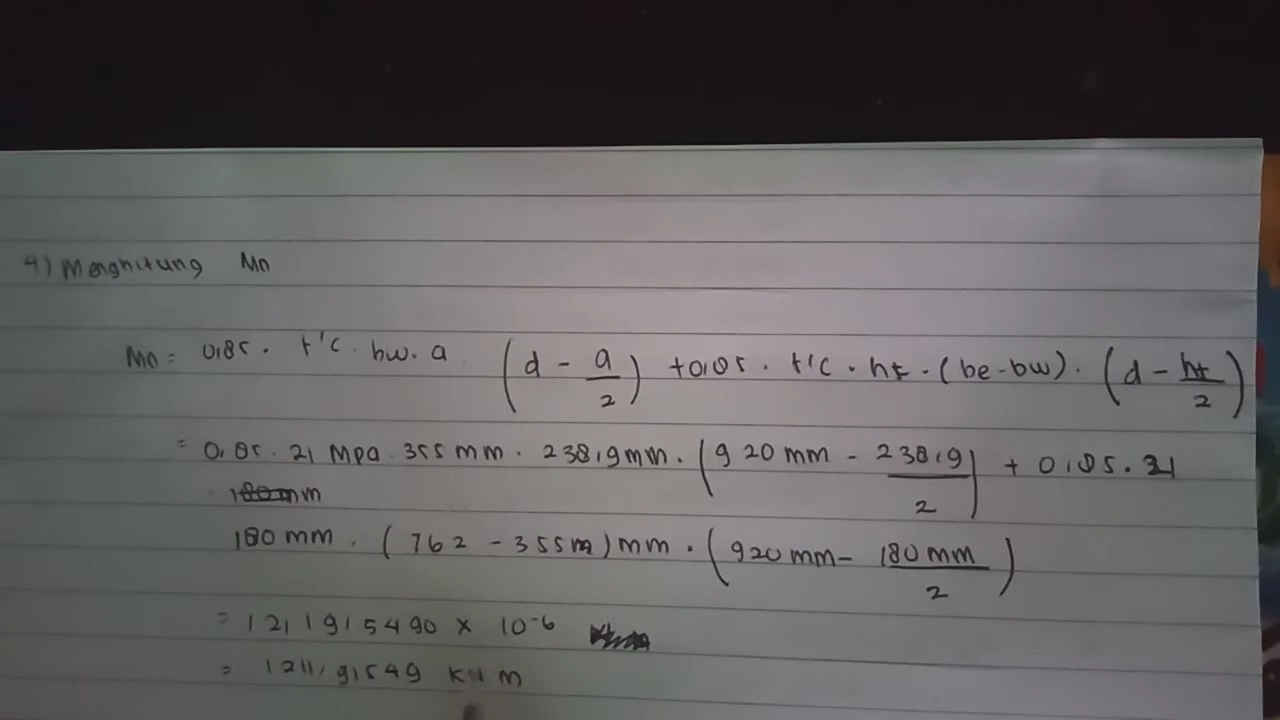 4) Menghitung Mn
Mn = 0,85 . f'c . bw . a (d - a/2) + 0,85 . f'c . hf . (be - bw) . (d - hf/2)
= 0,85 . 21 Mpa 355 mm . 238,9 mm . (920 mm - 238,9/2) + 0,85 . 21
180 mm . (762 - 355 m) mm . (920 mm - 180 mm/2)
= 1211915490 x 10-6
= 1211,91549 kN m